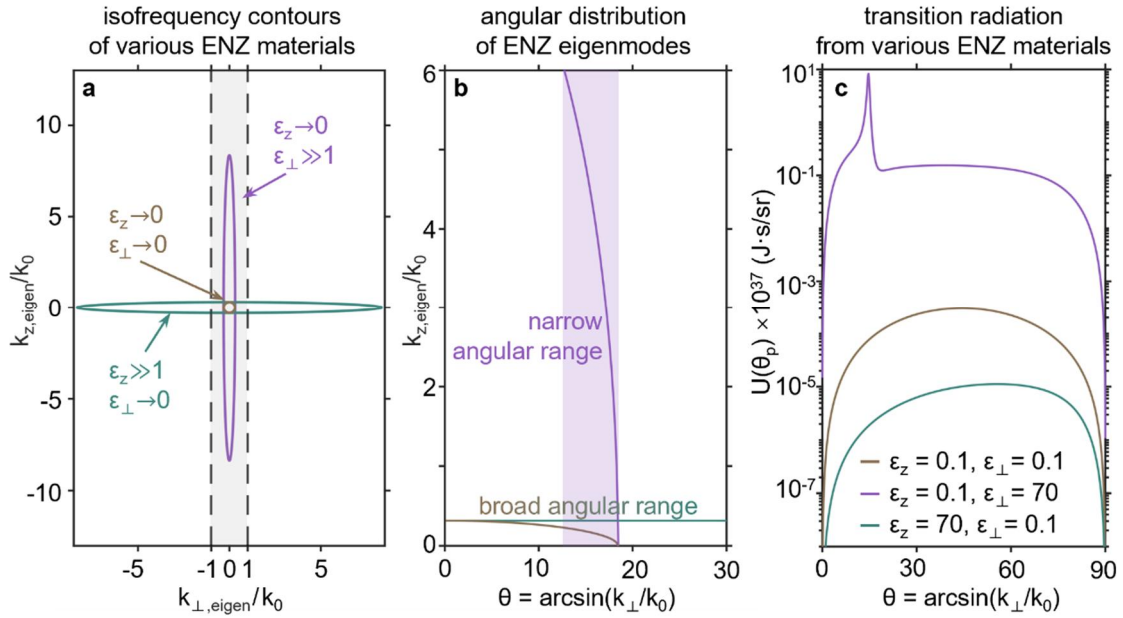 isofrequency contours
of various ENZ materials
a
ε_z→0
ε_⊥≫1
ε_z→0
ε_⊥→0
ε_z≫1
ε_⊥→0
10
5
0
-5
-10
k_z,eigen/k_0
-5
-1
0
1
5
k_⊥,eigen/k_0
angular distribution
of ENZ eigenmodes
b
narrow
angular range
broad angular range
6
4
2
0
k_z,eigen/k_0
0
10
20
30
θ = arcsin(k_⊥/k_0)
transition radiation
from various ENZ materials
c
10^1
10^-1
10^-3
10^-5
10^-7
U(θ_p) ×10^37 (J·s/sr)
ε_z = 0.1, ε_⊥= 0.1
ε_z = 0.1, ε_⊥= 70
ε_z = 70, ε_⊥= 0.1
0
30
60
90
θ = arcsin(k_⊥/k_0)